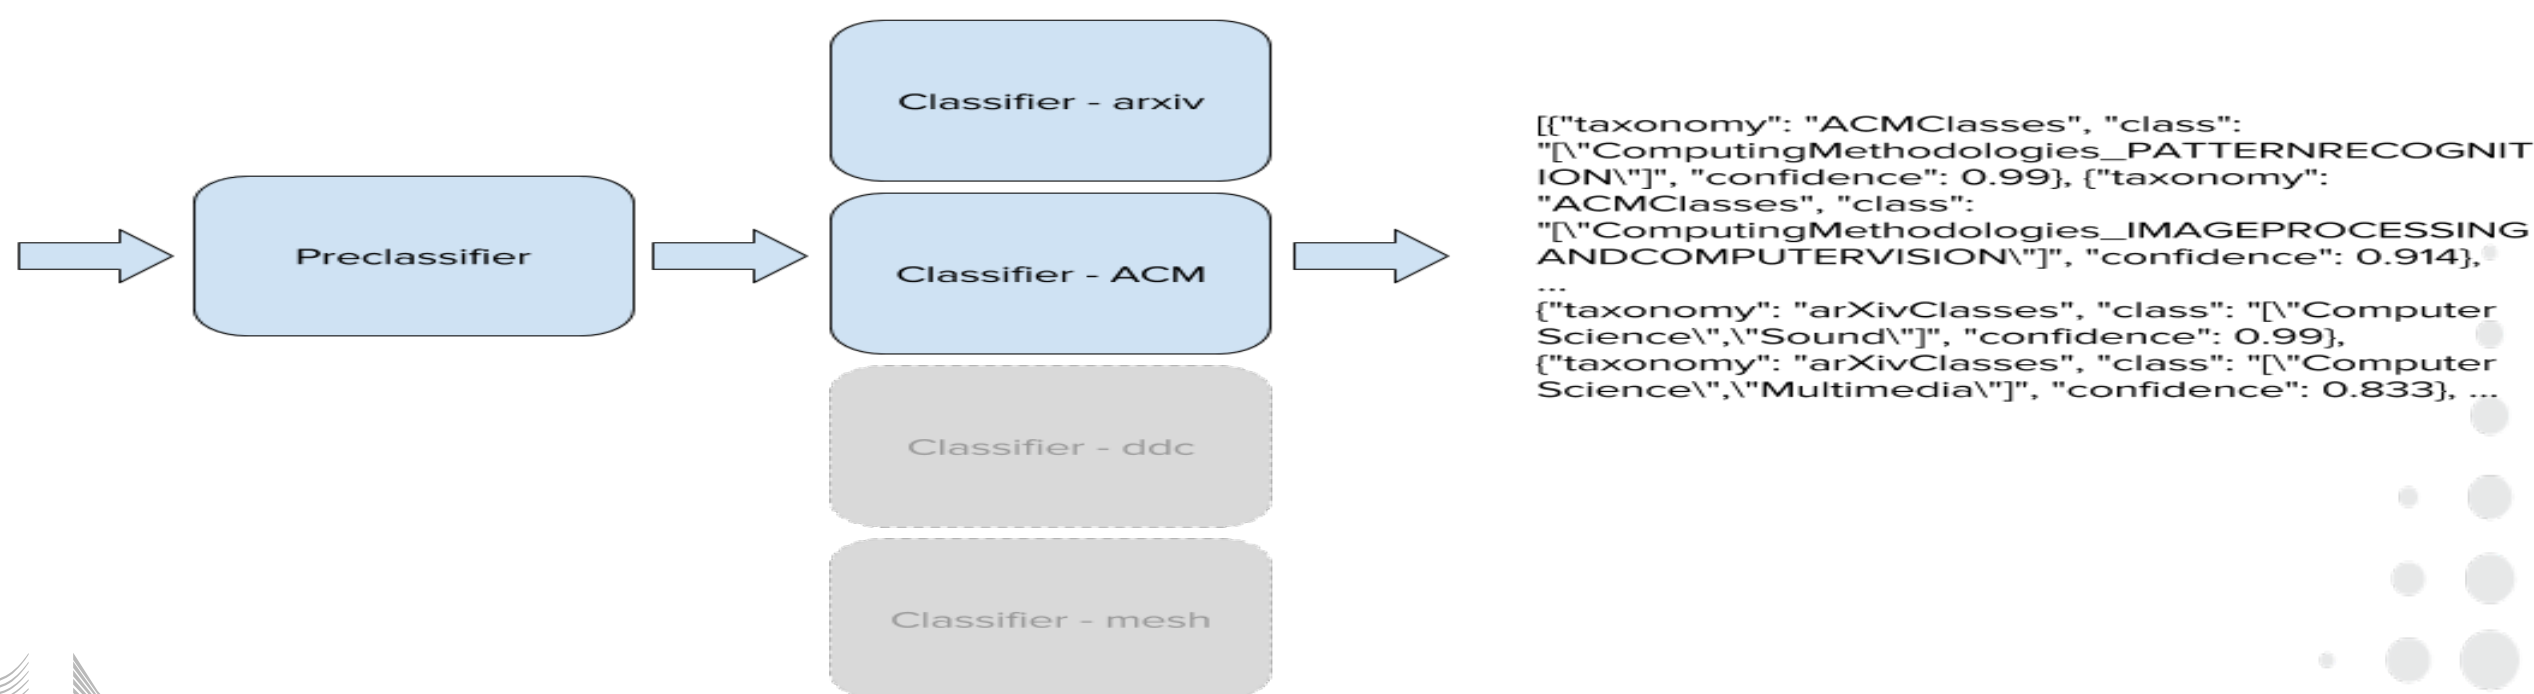 Preclassifier
Classifier - arxiv
Classifier - ACM
Classifier - ddc
Classifier - mesh
[{"taxonomy": "ACMClasses", "class":
"[\"ComputingMethodologies_PATTERNRECOGNIT
ION\"]", "confidence": 0.99}, {"taxonomy":
"ACMClasses", "class":
"[\"ComputingMethodologies_IMAGEPROCESSING
ANDCOMPUTERVISION\"]", "confidence": 0.914},
...
{"taxonomy": "arXivClasses", "class": "[\"Computer
Science\",\"Sound\"]", "confidence": 0.99},
{"taxonomy": "arXivClasses", "class": "[\"Computer
Science\",\"Multimedia\"]", "confidence": 0.833}, ...